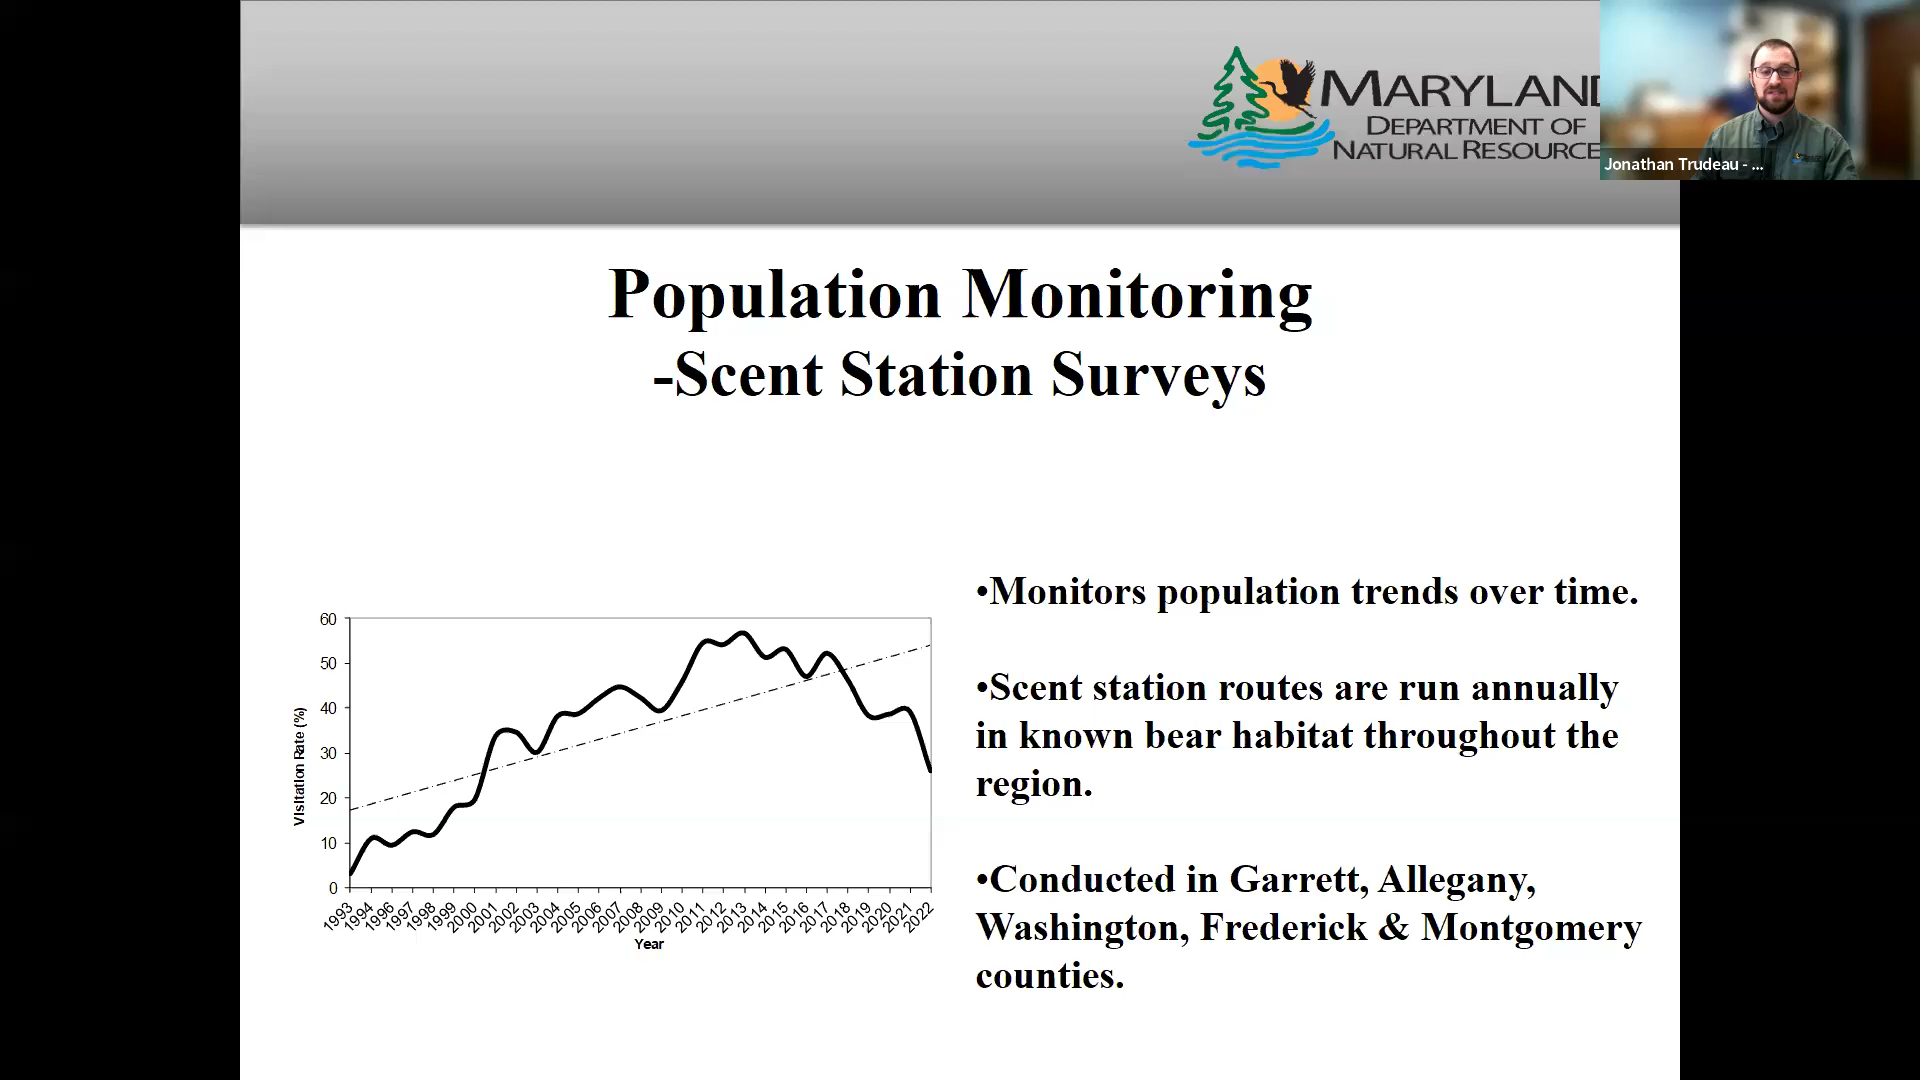 MARYLAND
DEPARTMENT OF
NATURAL RESOURCE
Jonathan Trudeau - ...
Population Monitoring
-Scent Station Surveys
•Monitors population trends over time.
•Scent station routes are run annually
in known bear habitat throughout the
region.
•Conducted in Garrett, Allegany,
Washington, Frederick & Montgomery
counties.
Visitation Rate (%)
60
50
40
30
20
10
0
1993 1994 1996 1997 1998 1999 2000 2001 2002 2003 2004 2005 2006 2007 2008 2009 2010 2011 2012 2013 2014 2015 2016 2017 2018 2019 2020 2021 2022
Year